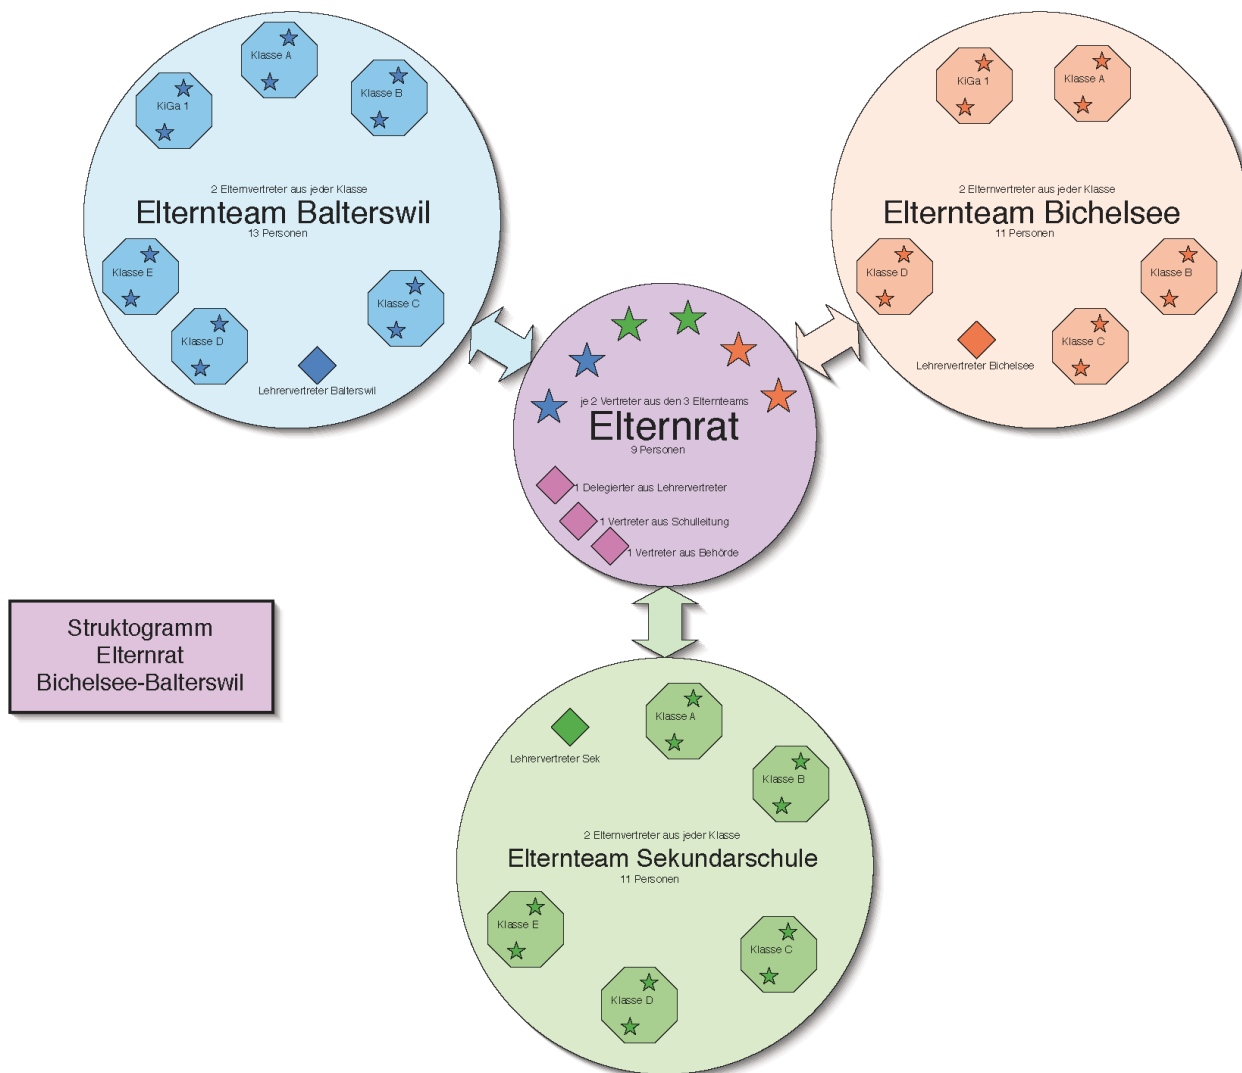 Klasse A
KiGa 1
Klasse B
2 Elternvertreter aus jeder Klasse
Elternteam Balterswil
13 Personen
Klasse E
Klasse C
Klasse D
Lehrervertreter Balterswil
KiGa 1
Klasse A
2 Elternvertreter aus jeder Klasse
Elternteam Bichelsee
11 Personen
Klasse D
Klasse B
Klasse C
Lehrervertreter Bichelsee
je 2 Vertreter aus den 3 Elternteams
Elternrat
9 Personen
1 Delegierter aus Lehrervertreter
1 Vertreter aus Schulleitung
1 Vertreter aus Behörde
Struktogramm
Elternrat
Bichelsee-Balterswil
Klasse A
Lehrervertreter Sek
Klasse B
2 Elternvertreter aus jeder Klasse
Elternteam Sekundarschule
11 Personen
Klasse E
Klasse C
Klasse D